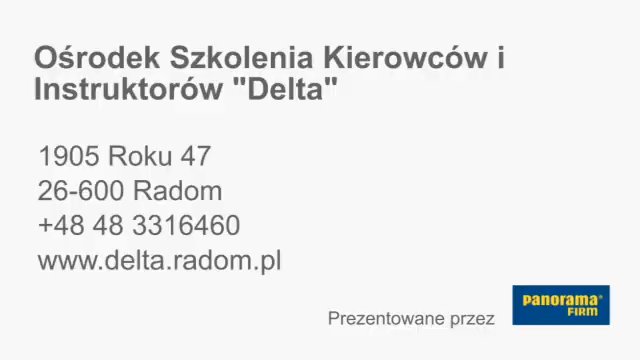 Ośrodek Szkolenia Kierowców i
Instruktorów "Delta"
1905 Roku 47
26-600 Radom
+48 48 3316460
www.delta.radom.pl
Prezentowane przez
panorama®
FIRM